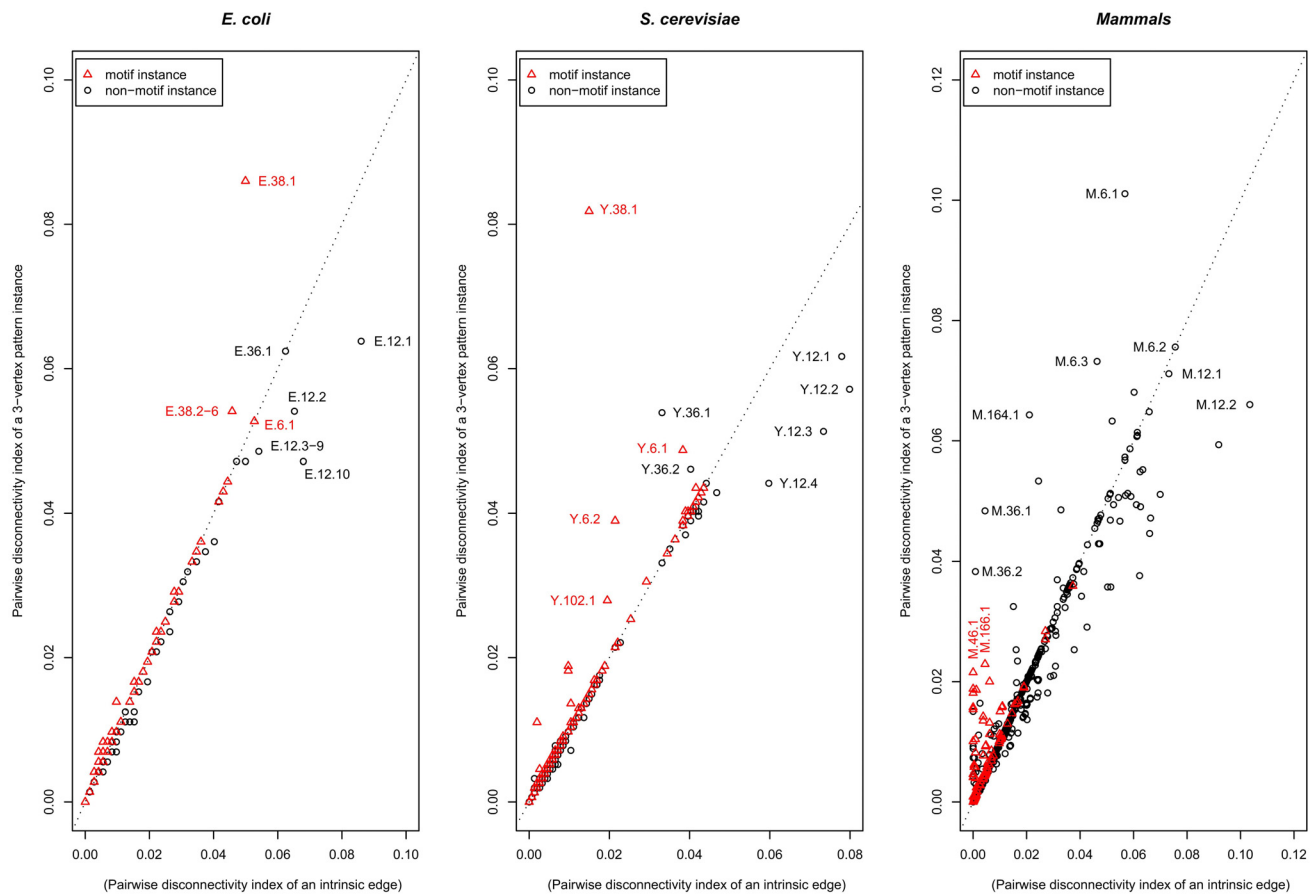 E. coli
S. cerevisiae
Mammals
Pairwise disconnectivity index of a 3−vertex pattern instance
0.00
0.02
0.04
0.06
0.08
0.10
motif instance
non−motif instance
E.38.1
E.36.1
E.12.1
E.12.2
E.38.2−6
E.6.1
E.12.3−9
E.12.10
0.00
0.02
0.04
0.06
0.08
0.10
(Pairwise disconnectivity index of an intrinsic edge)
Pairwise disconnectivity index of a 3−vertex pattern instance
0.00
0.02
0.04
0.06
0.08
0.10
motif instance
non−motif instance
Y.38.1
Y.12.1
Y.12.2
Y.36.1
Y.12.3
Y.6.1
Y.36.2
Y.12.4
Y.6.2
Y.102.1
0.00
0.02
0.04
0.06
0.08
(Pairwise disconnectivity index of an intrinsic edge)
Pairwise disconnectivity index of a 3−vertex pattern instance
0.00
0.02
0.04
0.06
0.08
0.10
0.12
motif instance
non−motif instance
M.6.1
M.6.2
M.6.3
M.12.1
M.12.2
M.164.1
M.36.1
M.36.2
M.46.1
M.166.1
0.00
0.02
0.04
0.06
0.08
0.10
0.12
(Pairwise disconnectivity index of an intrinsic edge)